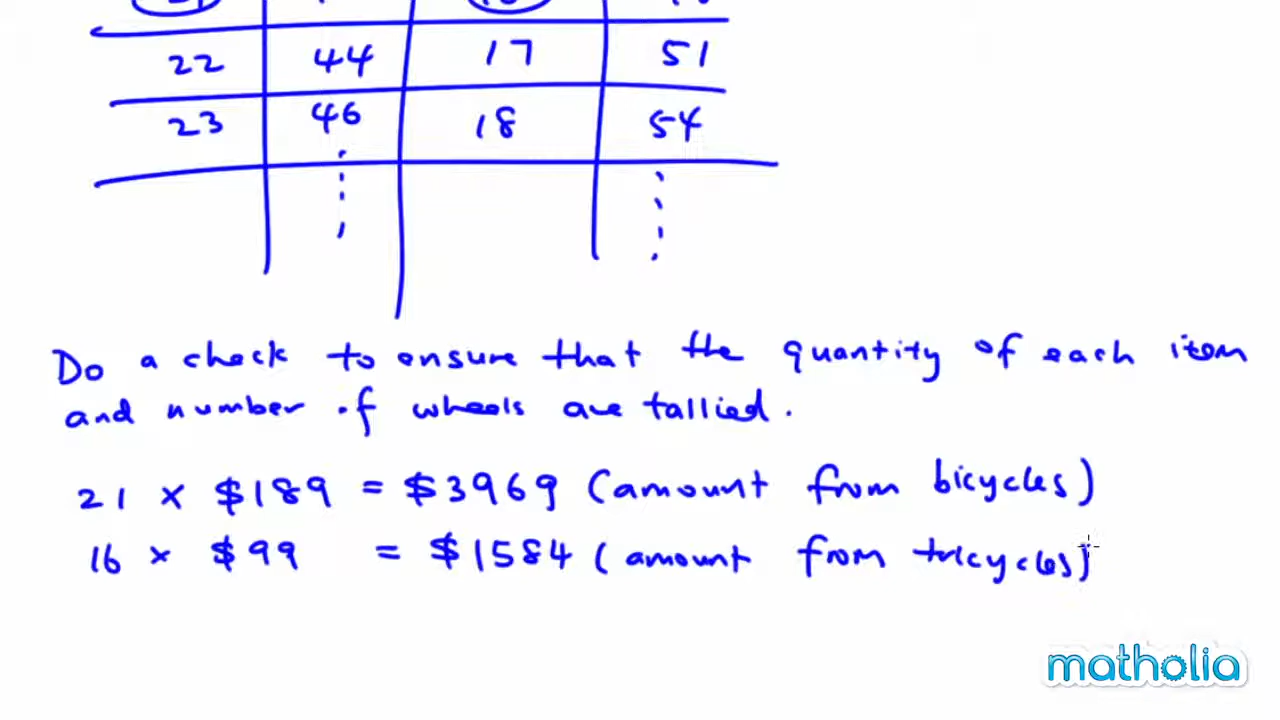 22 44 17 51
23 46 18 54
Do a check to ensure that the quantity of each item
and number of wheels are tallied.
21 × $189 = $3969 (amount from bicycles)
16 × $99 = $1584 (amount from tricycles)
matholia